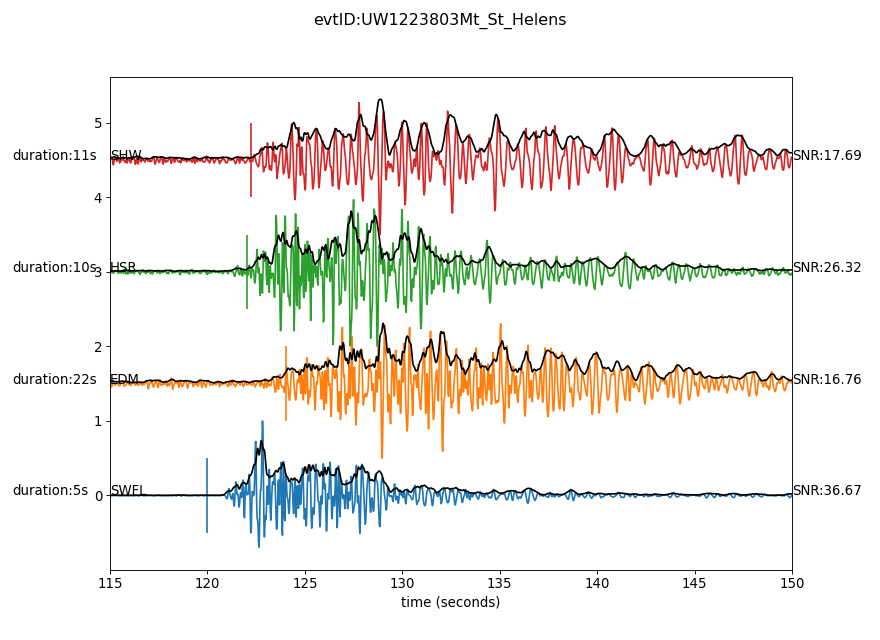 evtID:UW1223803Mt_St_Helens
5
duration:11s SHW SNR:17.69
4
duration:10s HSR SNR:26.32
3
2
duration:22s EDM SNR:16.76
1
duration:5s SWFL SNR:36.67
0
115 120 125 130 135 140 145 150
time (seconds)